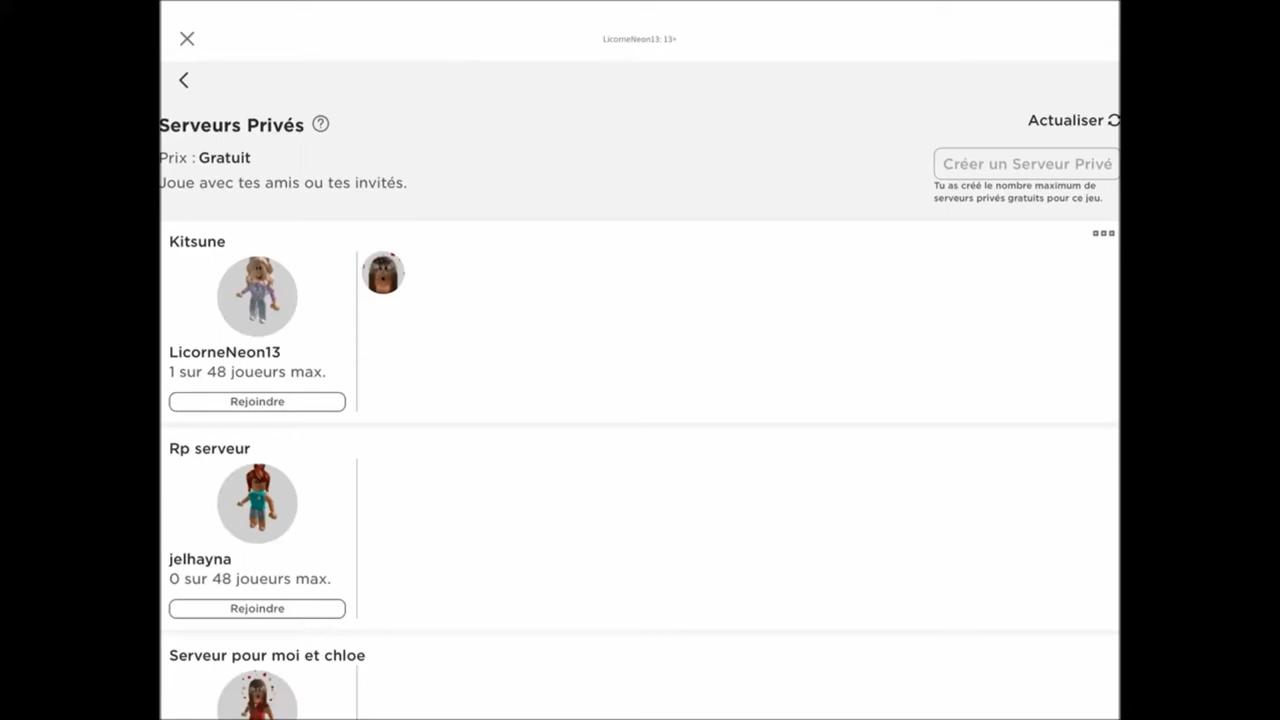 LicorneNeon13: 13+
Serveurs Privés
Actualiser
Prix : Gratuit
Créer un Serveur Privé
Joue avec tes amis ou tes invités.
Tu as créé le nombre maximum de
serveurs privés gratuits pour ce jeu.
Kitsune
LicorneNeon13
1 sur 48 joueurs max.
Rejoindre
Rp serveur
jelhayna
0 sur 48 joueurs max.
Rejoindre
Serveur pour moi et chloe